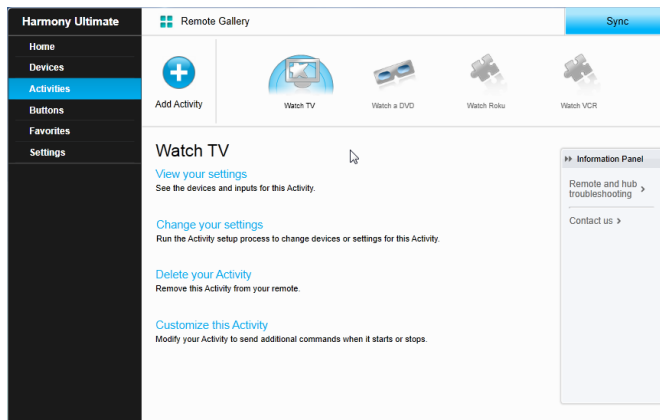 Harmony Ultimate
Remote Gallery
Sync
Home
Devices
Activities
Buttons
Favorites
Settings
Add Activity
Watch TV
Watch a DVD
Watch Roku
Watch VCR
Watch TV
View your settings
See the devices and inputs for this Activity.
Change your settings
Run the Activity setup process to change devices or settings for this Activity.
Delete your Activity
Remove this Activity from your remote.
Customize this Activity
Modify your Activity to send additional commands when it starts or stops.
Information Panel
Remote and hub
troubleshooting
Contact us